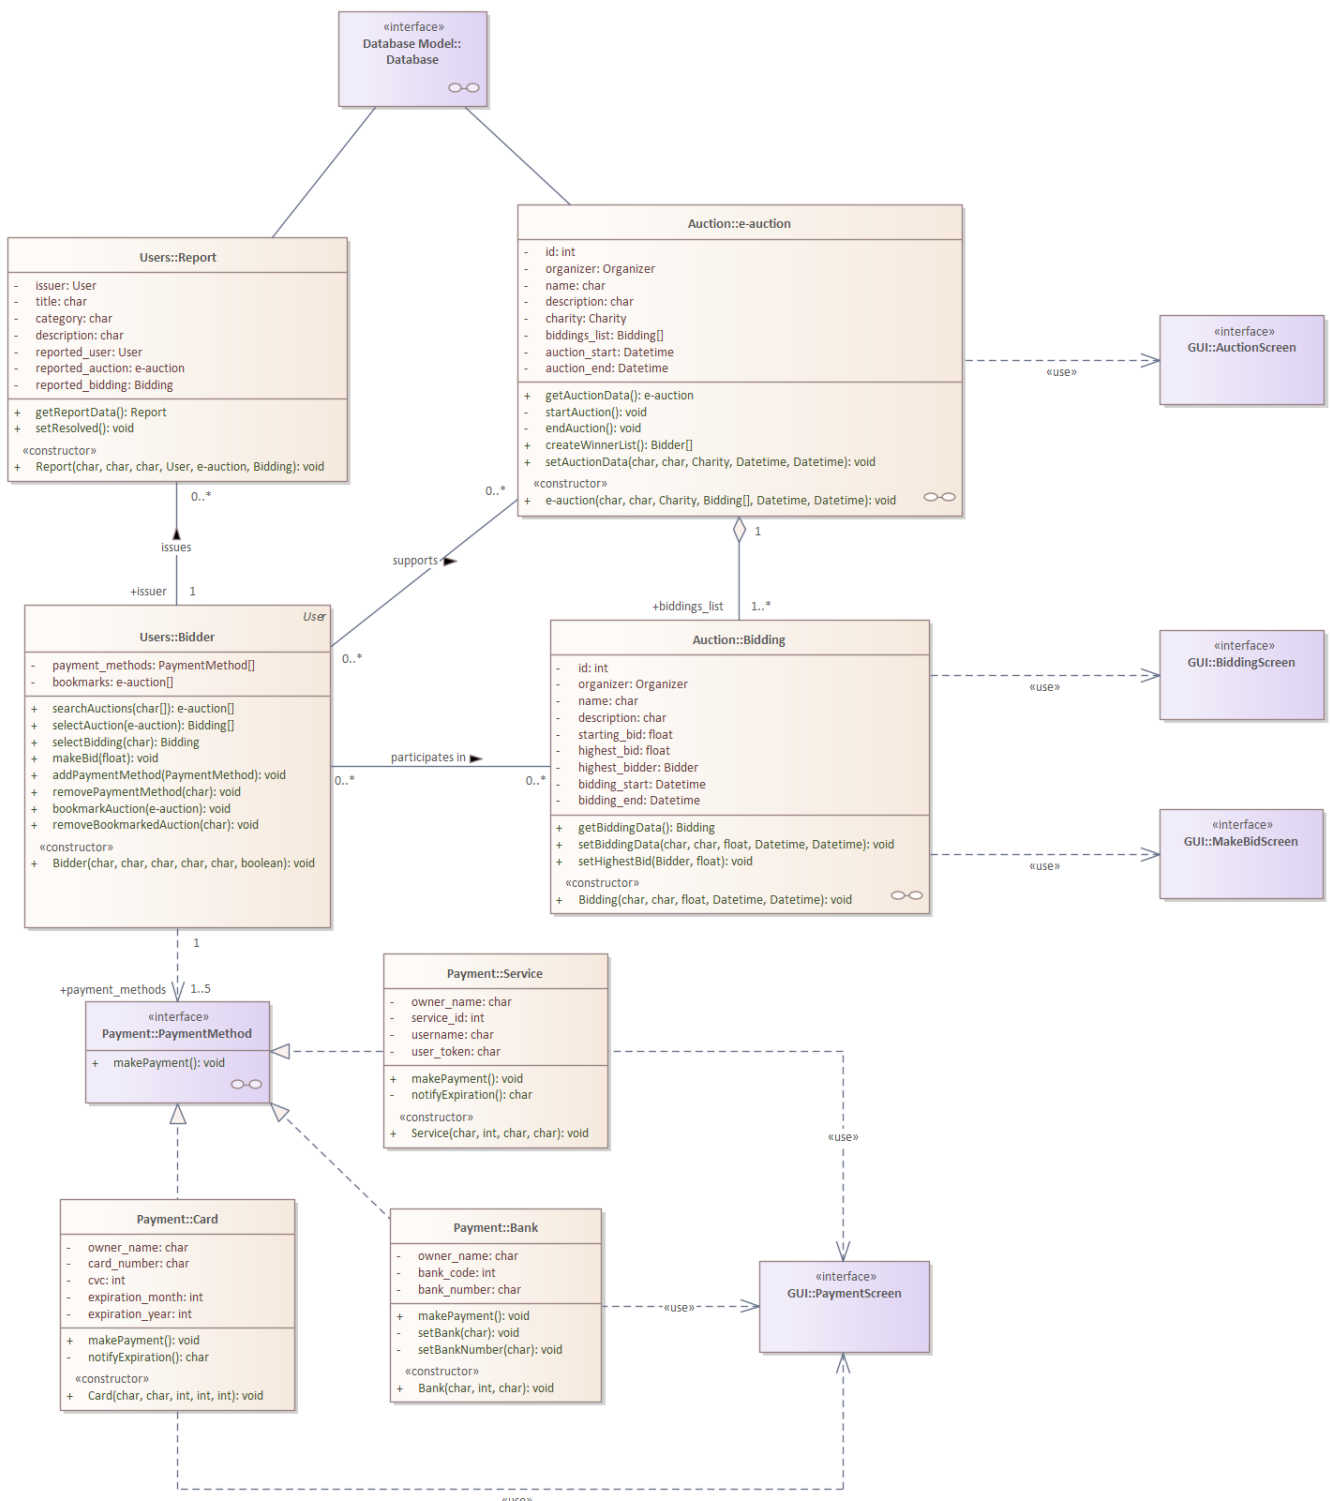 «interface»
Database Model::
Database
Users::Report
- issuer: User
- title: char
- category: char
- description: char
- reported_user: User
- reported_auction: e-auction
- reported_bidding: Bidding
+ getReportData(): Report
+ setResolved(): void
«constructor»
+ Report(char, char, char, User, e-auction, Bidding): void
Auction::e-auction
- id: int
- organizer: Organizer
- name: char
- description: char
- charity: Charity
- biddings_list: Bidding[]
- auction_start: Datetime
- auction_end: Datetime
+ getAuctionData(): e-auction
- startAuction(): void
- endAuction(): void
+ createWinnerList(): Bidder[]
+ setAuctionData(char, char, Charity, Datetime, Datetime): void
«constructor»
+ e-auction(char, char, Charity, Bidding[], Datetime, Datetime): void
«use»
«interface»
GUI::AuctionScreen
0..*
issues
+issuer
1
0..*
supports
0..*
1
+biddings_list
1..*
User
Users::Bidder
- payment_methods: PaymentMethod[]
- bookmarks: e-auction[]
+ searchAuctions(char[]): e-auction[]
+ selectAuction(e-auction): Bidding[]
+ selectBidding(char): Bidding
+ makeBid(float): void
+ addPaymentMethod(PaymentMethod): void
+ removePaymentMethod(char): void
+ bookmarkAuction(e-auction): void
+ removeBookmarkedAuction(char): void
«constructor»
+ Bidder(char, char, char, char, char, boolean): void
participates in
0..*
0..*
Auction::Bidding
- id: int
- organizer: Organizer
- name: char
- description: char
- starting_bid: float
- highest_bid: float
- highest_bidder: Bidder
- bidding_start: Datetime
- bidding_end: Datetime
+ getBiddingData(): Bidding
+ setBiddingData(char, char, float, Datetime, Datetime): void
+ setHighestBid(Bidder, float): void
«constructor»
+ Bidding(char, char, float, Datetime, Datetime): void
«use»
«interface»
GUI::BiddingScreen
«use»
«interface»
GUI::MakeBidScreen
1
+payment_methods
1..5
«interface»
Payment::PaymentMethod
+ makePayment(): void
Payment::Service
- owner_name: char
- service_id: int
- username: char
- user_token: char
+ makePayment(): void
- notifyExpiration(): char
«constructor»
+ Service(char, int, char, char): void
«use»
Payment::Card
- owner_name: char
- card_number: char
- cvc: int
- expiration_month: int
- expiration_year: int
+ makePayment(): void
- notifyExpiration(): char
«constructor»
+ Card(char, char, int, int, int): void
Payment::Bank
- owner_name: char
- bank_code: int
- bank_number: char
+ makePayment(): void
- setBank(char): void
- setBankNumber(char): void
«constructor»
+ Bank(char, int, char): void
«use»
«interface»
GUI::PaymentScreen
«use»